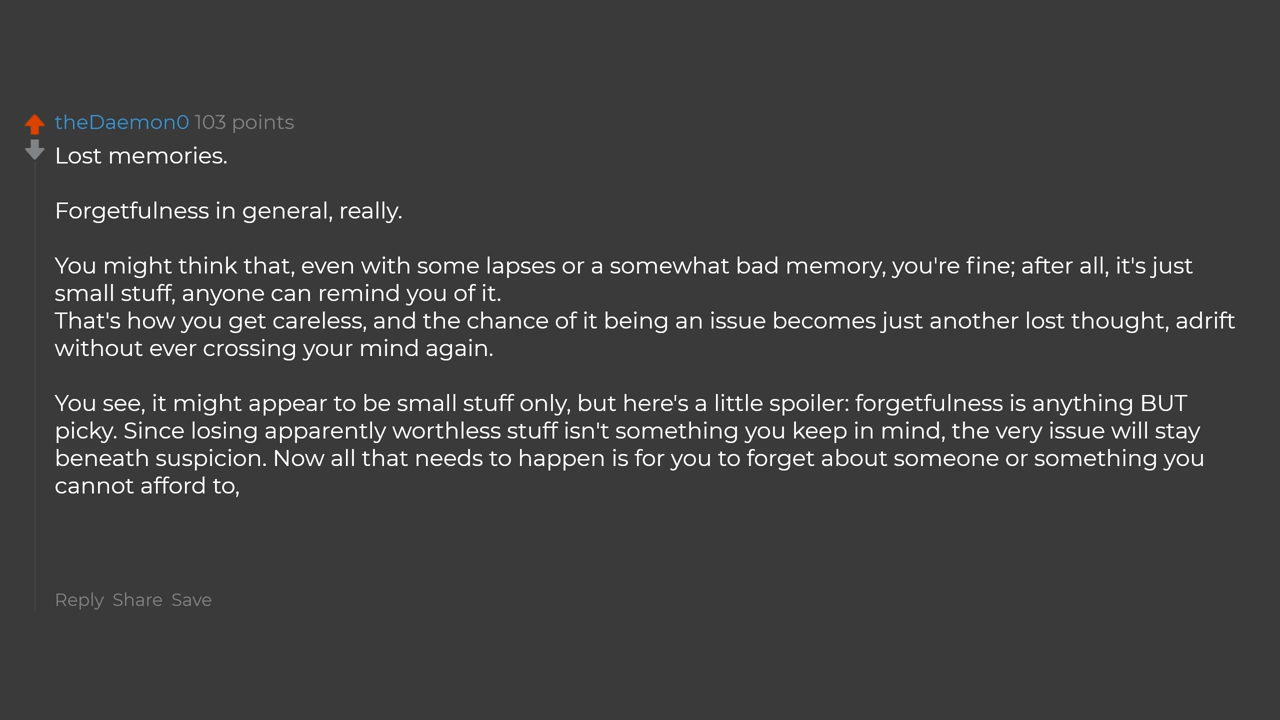 theDaemon0 103 points
Lost memories.
Forgetfulness in general, really.
You might think that, even with some lapses or a somewhat bad memory, you're fine; after all, it's just
small stuff, anyone can remind you of it.
That's how you get careless, and the chance of it being an issue becomes just another lost thought, adrift
without ever crossing your mind again.
You see, it might appear to be small stuff only, but here's a little spoiler: forgetfulness is anything BUT
picky. Since losing apparently worthless stuff isn't something you keep in mind, the very issue will stay
beneath suspicion. Now all that needs to happen is for you to forget about someone or something you
cannot afford to,
Reply Share Save